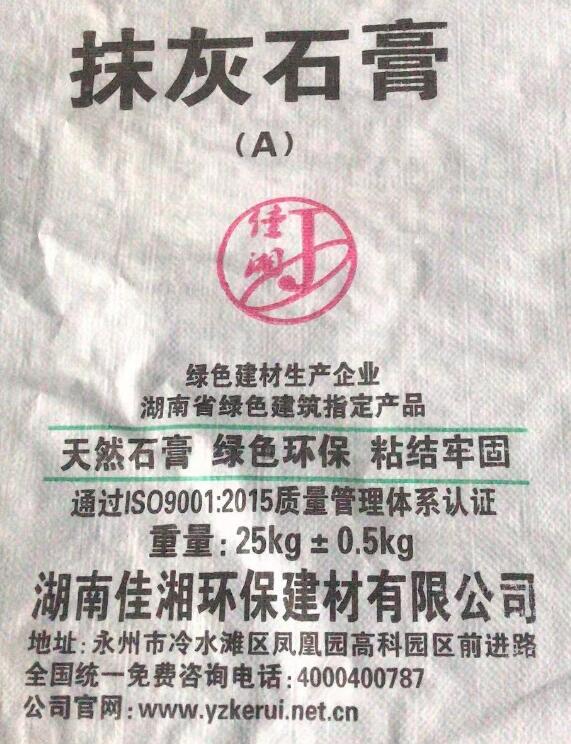 抹灰石膏
(A)
佳湘
绿色建材生产企业
湖南省绿色建筑指定产品
天然石膏 绿色环保 粘结牢固
通过ISO9001:2015质量管理体系认证
重量:25kg±0.5kg
湖南佳湘环保建材有限公司
地址:永州市冷水滩区凤凰园高科园区前进路
全国统一免费咨询电话:4000400787
公司官网:www.yzkerui.net.cn